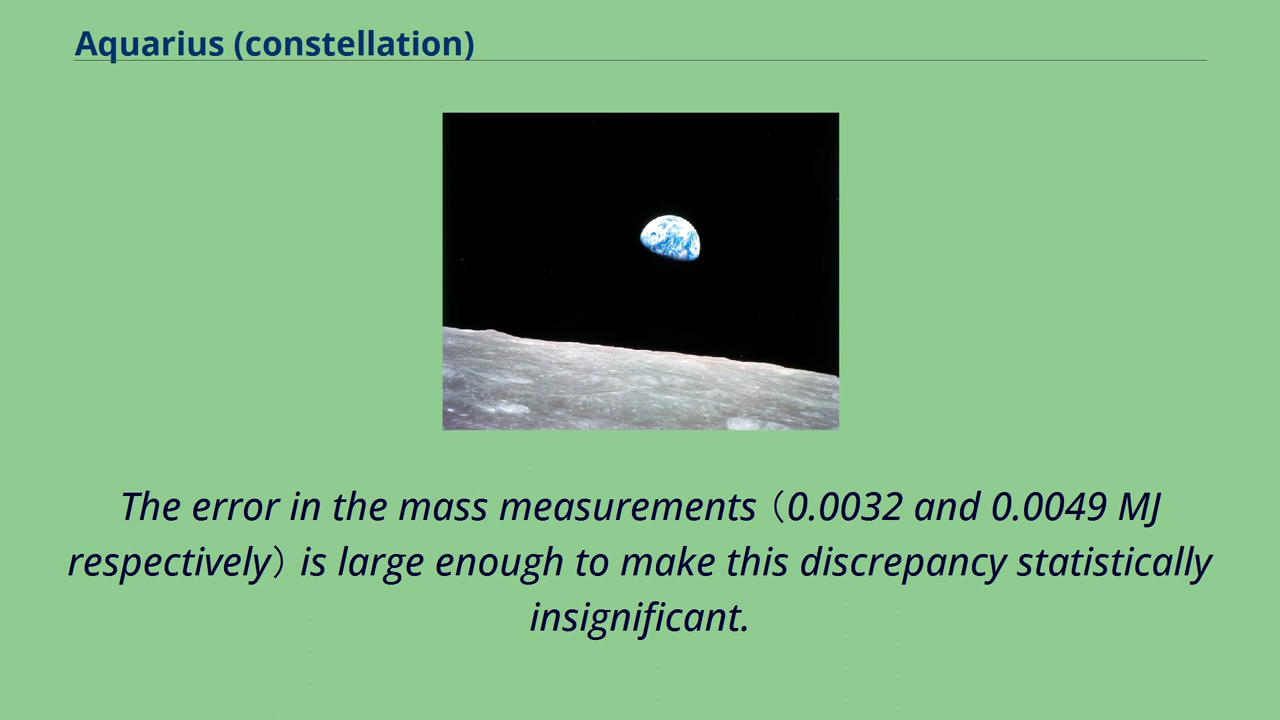 Aquarius (constellation)
The error in the mass measurements（0.0032 and 0.0049 MJ
respectively）is large enough to make this discrepancy statistically
insignificant.